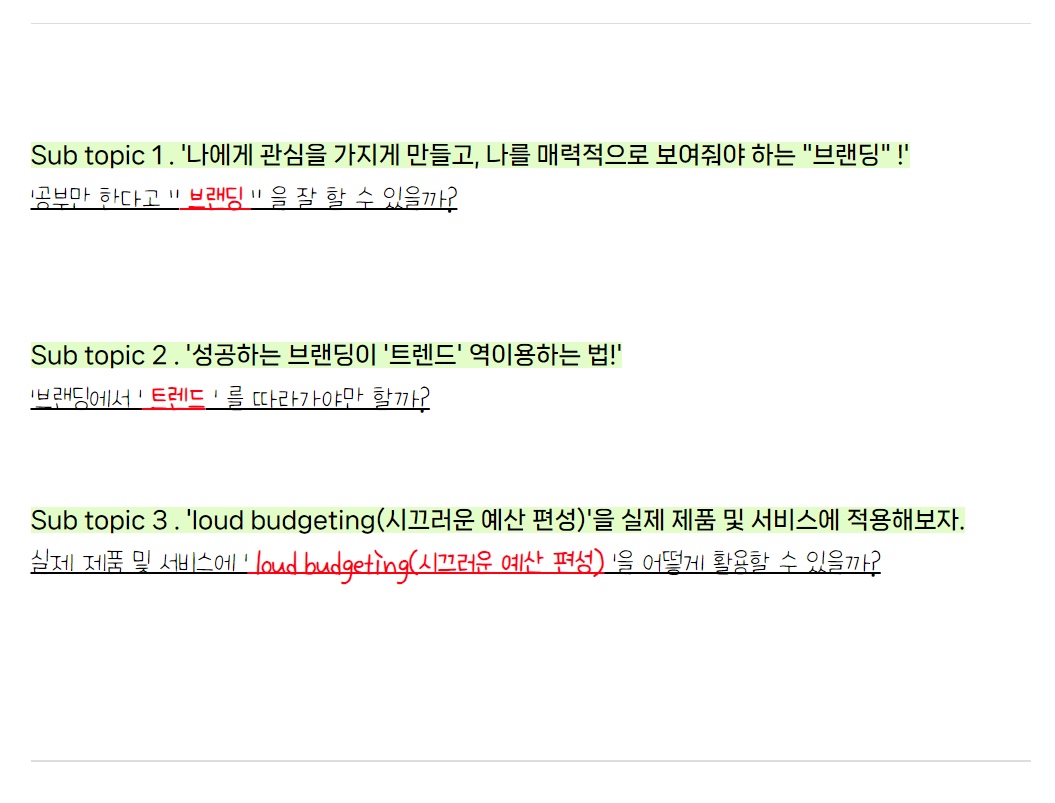 Sub topic 1 . '나에게 관심을 가지게 만들고, 나를 매력적으로 보여줘야 하는 "브랜딩" !'
'공부만 한다고 " 브랜딩 " 을 잘 할 수 있을까?
Sub topic 2 . '성공하는 브랜딩이 '트렌드' 역이용하는 법!'
'브랜딩에서 ' 트렌드 ' 를 따라가야만 할까?
Sub topic 3 . 'loud budgeting(시끄러운 예산 편성)'을 실제 제품 및 서비스에 적용해보자.
실제 제품 및 서비스에 ' loud budgeting(시끄러운 예산 편성) '을 어떻게 활용할 수 있을까?